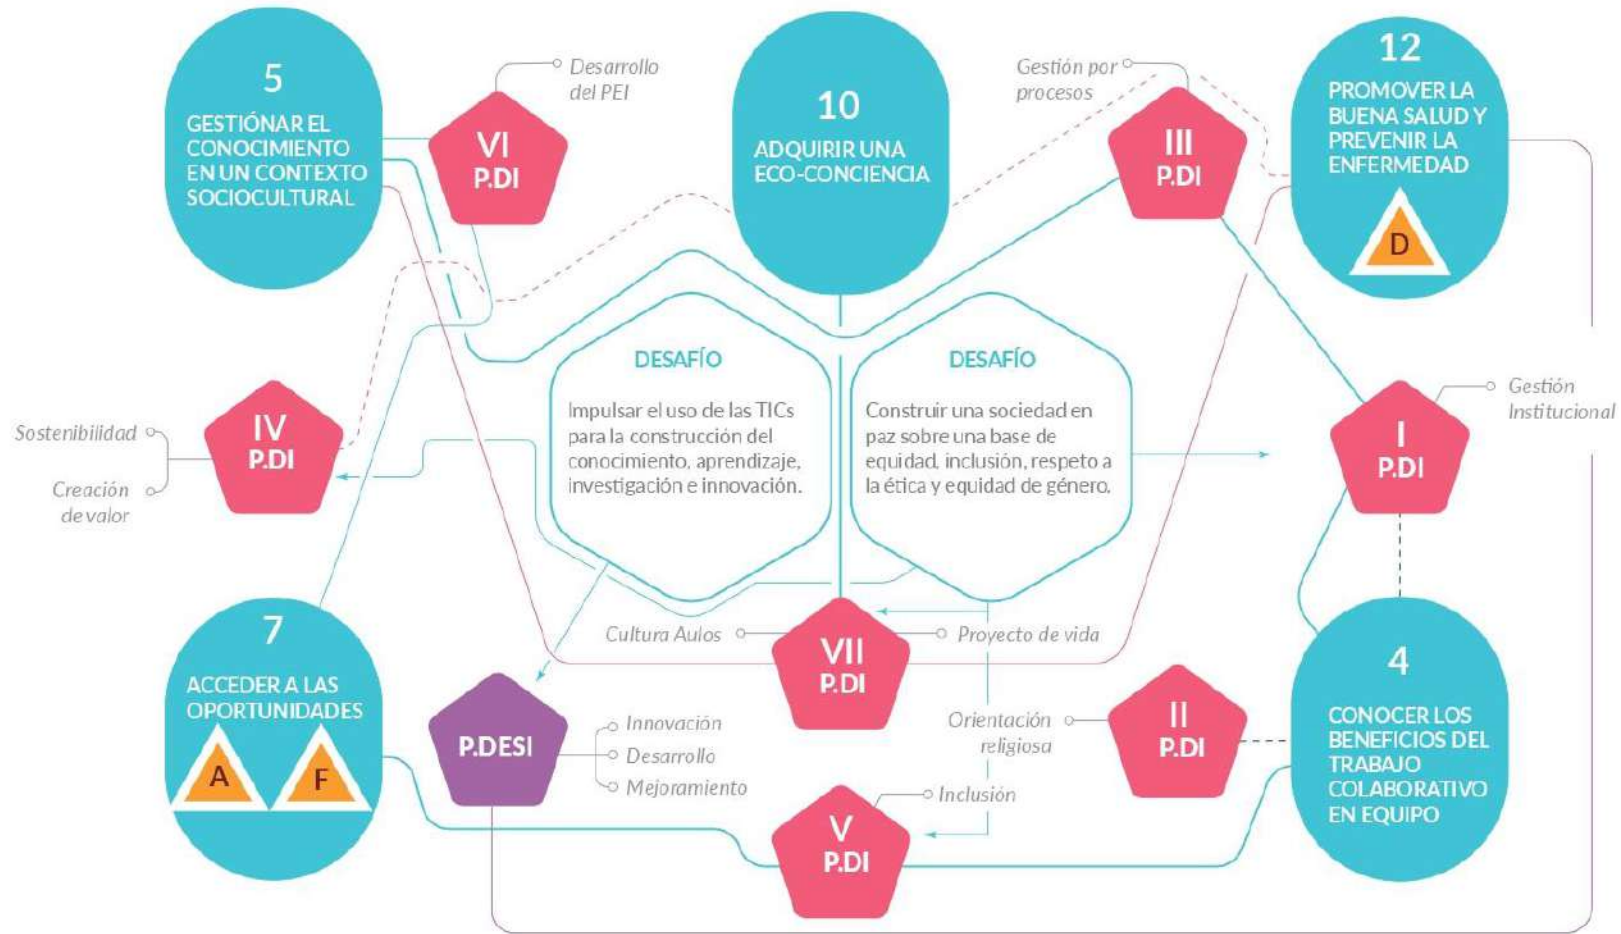 5
GESTIÓNAR EL
CONOCIMIENTO
EN UN CONTEXTO
SOCIOCULTURAL
VI
P.DI
Desarrollo
del PEI
10
ADQUIRIR UNA
ECO-CONCIENCIA
Gestión por
procesos
III
P.DI
12
PROMOVER LA
BUENA SALUD Y
PREVENIR LA
ENFERMEDAD
D
DESAFÍO
Impulsar el uso de las TICs
para la construcción del
conocimiento, aprendizaje,
investigación e innovación.
DESAFÍO
Construir una sociedad en
paz sobre una base de
equidad, inclusión, respeto a
la ética y equidad de género.
Sostenibilidad
Creación
de valor
IV
P.DI
I
P.DI
Gestión
Institucional
7
ACCEDER A LAS
OPORTUNIDADES
A
F
P.DESI
Innovación
Desarrollo
Mejoramiento
Cultura Aulos
VII
P.DI
Proyecto de vida
Orientación
religiosa
II
P.DI
V
P.DI
Inclusión
4
CONOCER LOS
BENEFICIOS DEL
TRABAJO
COLABORATIVO
EN EQUIPO